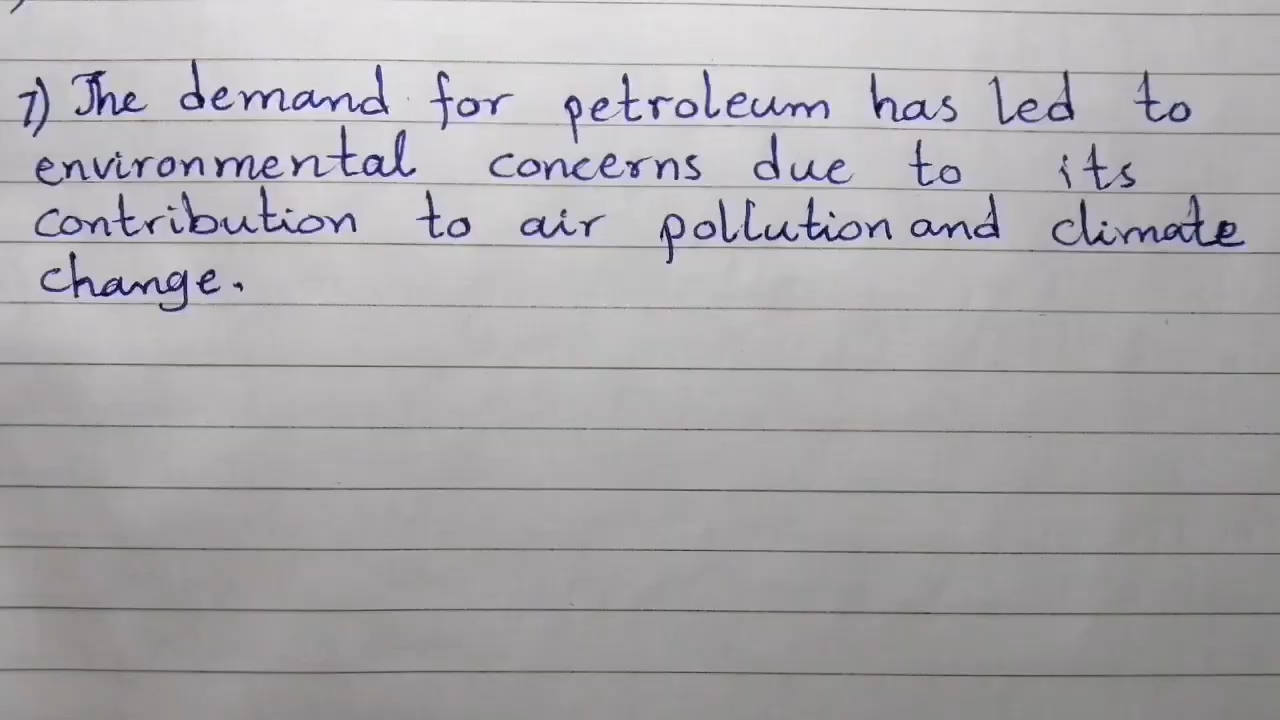 7) The demand for petroleum has led to
environmental concerns due to its
contribution to air pollution and climate
change.